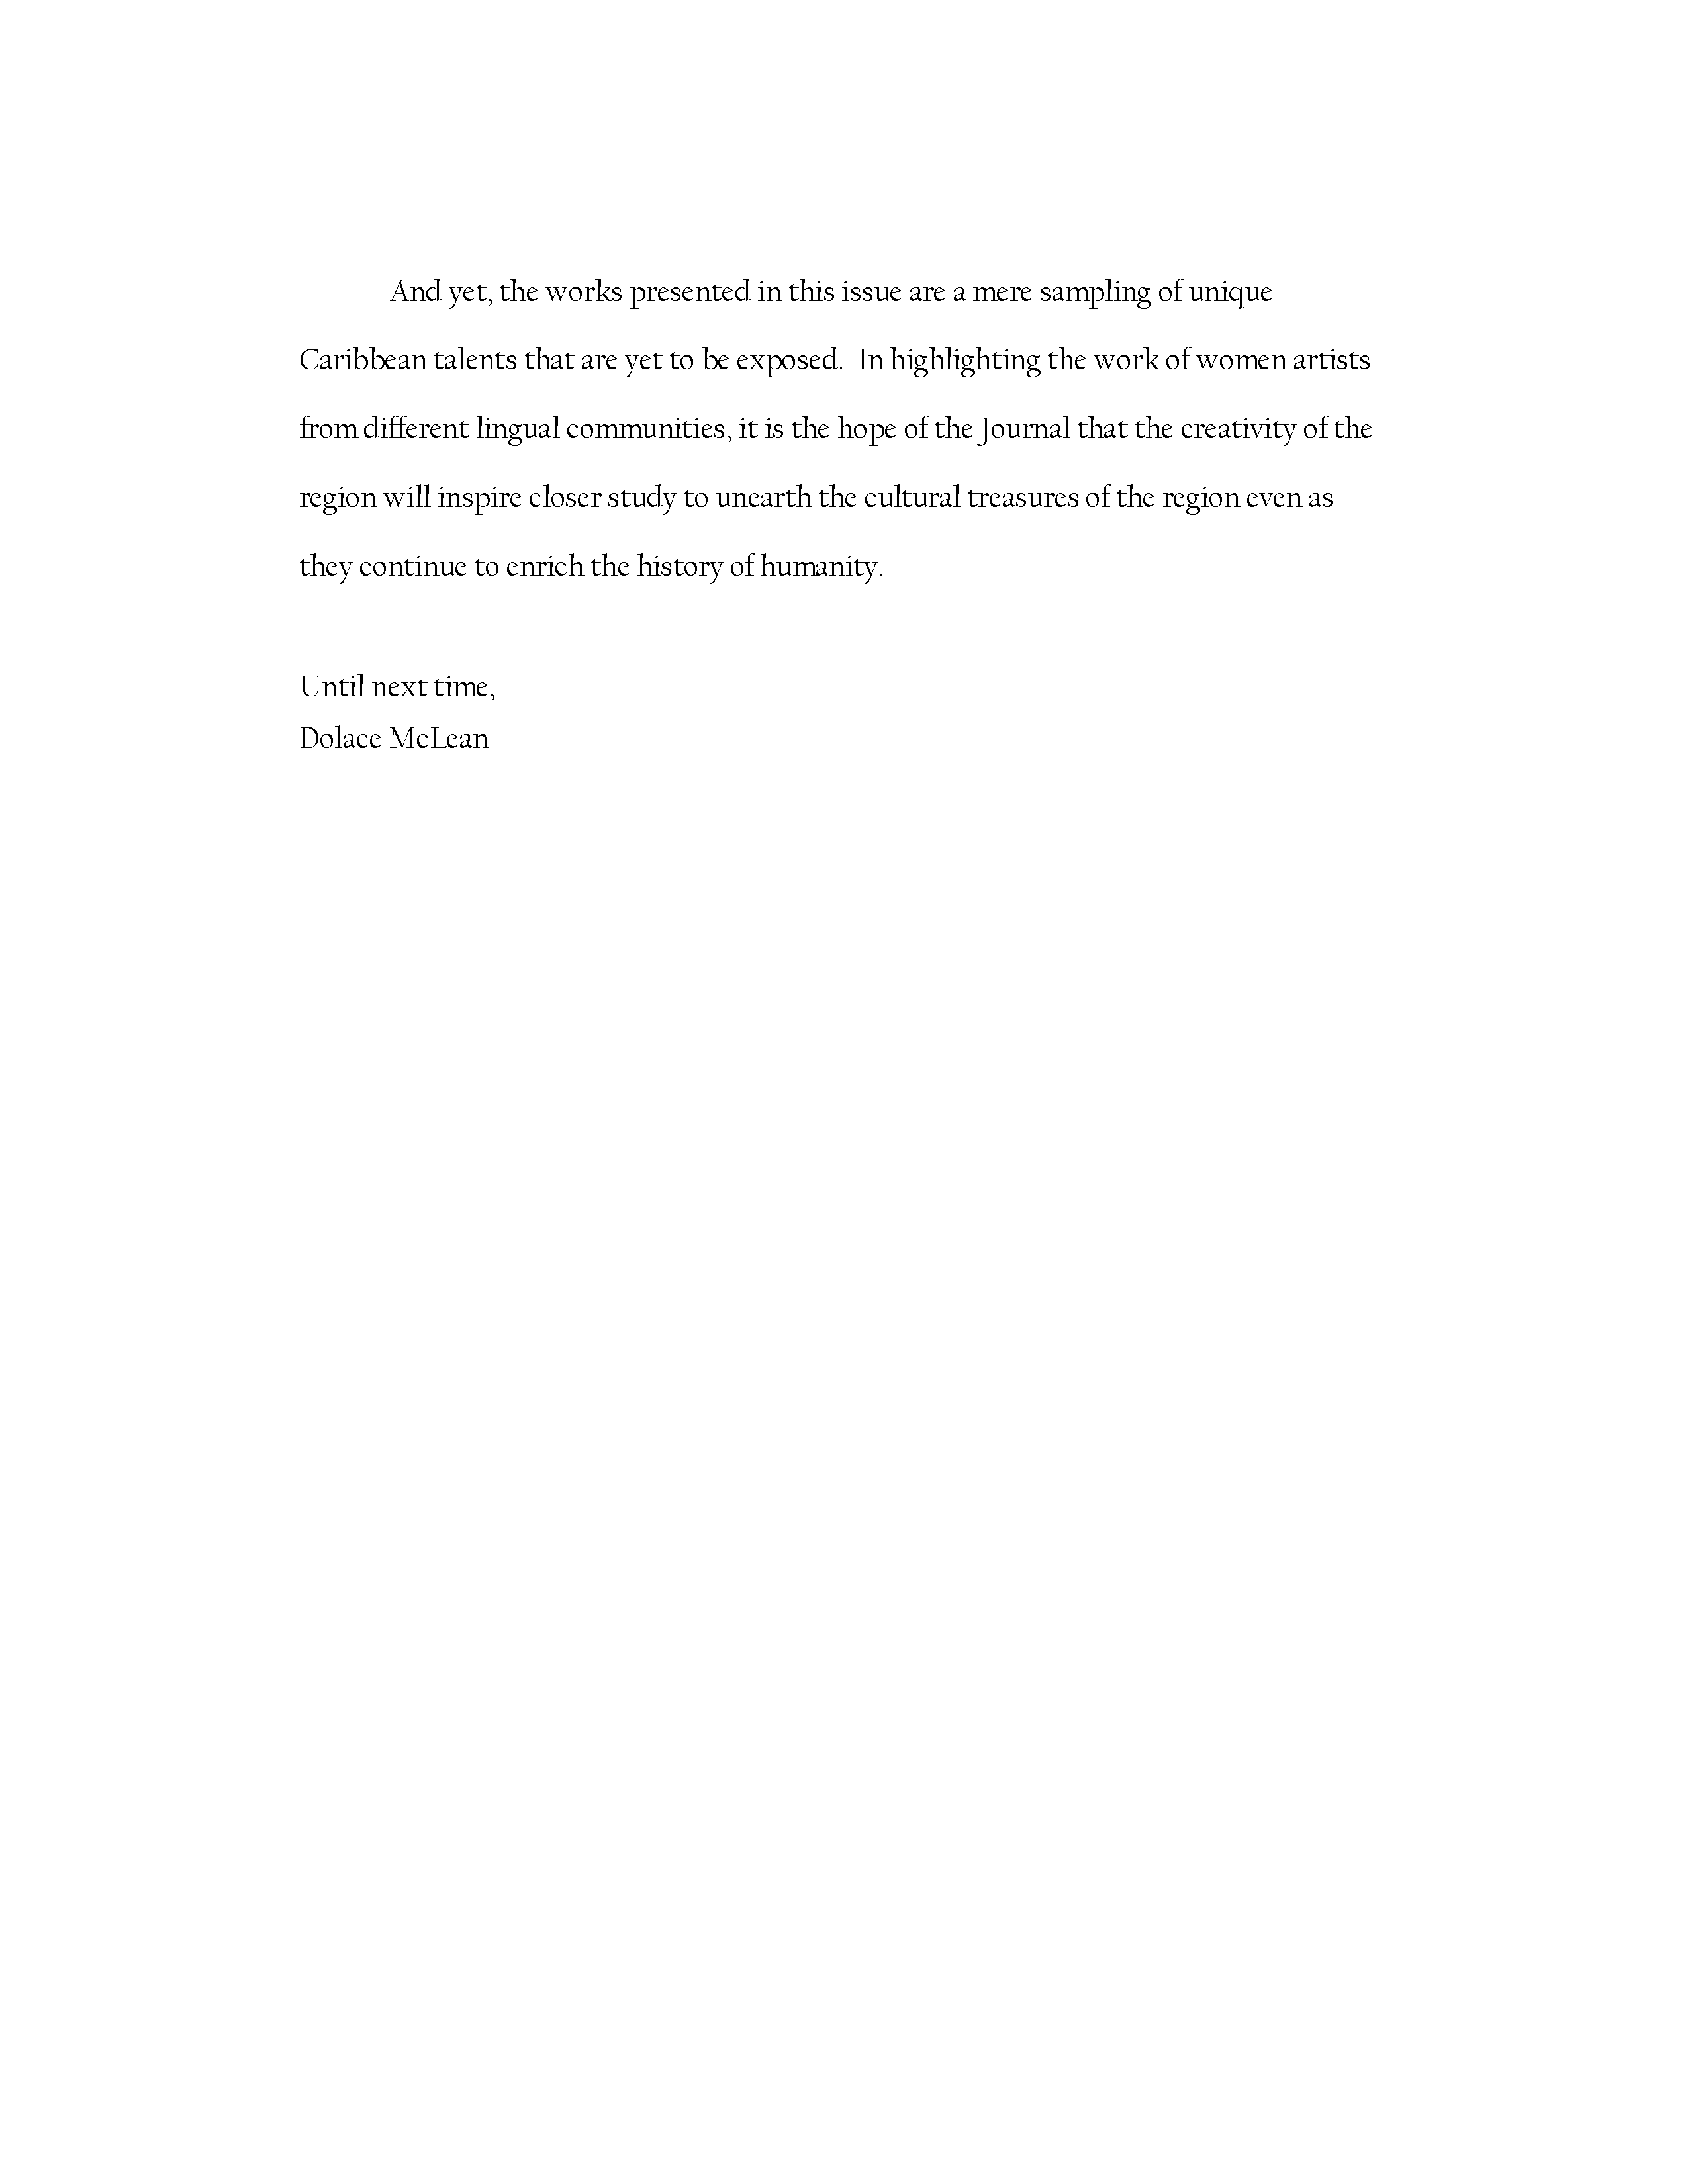 And yet, the works presented in this issue are a mere sampling of unique
Caribbean talents that are yet to be exposed.  In highlighting the work of women artists
from different lingual communities, it is the hope of the Journal that the creativity of the
region will inspire closer study to unearth the cultural treasures of the region even as
they continue to enrich the history of humanity.
Until next time,
Dolace McLean